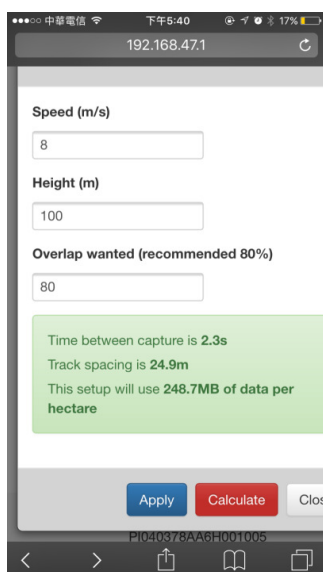 中華電信 下午5:40 17%
192.168.47.1
Speed (m/s)
8
Height (m)
100
Overlap wanted (recommended 80%)
80
Time between capture is 2.3s
Track spacing is 24.9m
This setup will use 248.7MB of data per
hectare
Apply Calculate Clos
PI040378AA6H001005